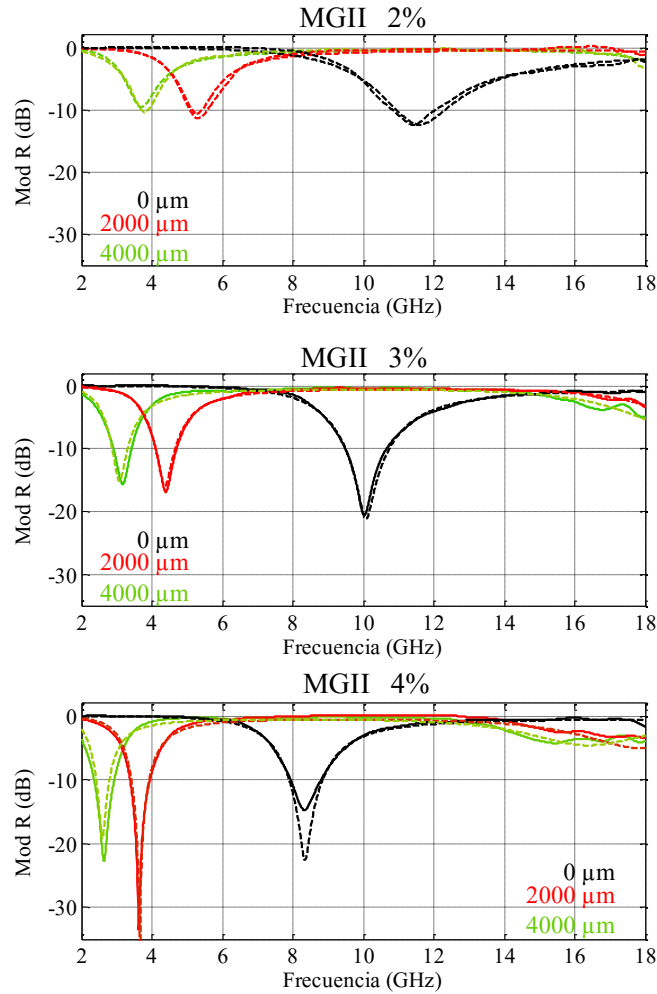 MGII 2%
0
-10
-20
-30
Mod R (dB)
0 µm
2000 µm
4000 µm
2 4 6 8 10 12 14 16 18
Frecuencia (GHz)
MGII 3%
0
-10
-20
-30
Mod R (dB)
0 µm
2000 µm
4000 µm
2 4 6 8 10 12 14 16 18
Frecuencia (GHz)
MGII 4%
0
-10
-20
-30
Mod R (dB)
0 µm
2000 µm
4000 µm
2 4 6 8 10 12 14 16 18
Frecuencia (GHz)